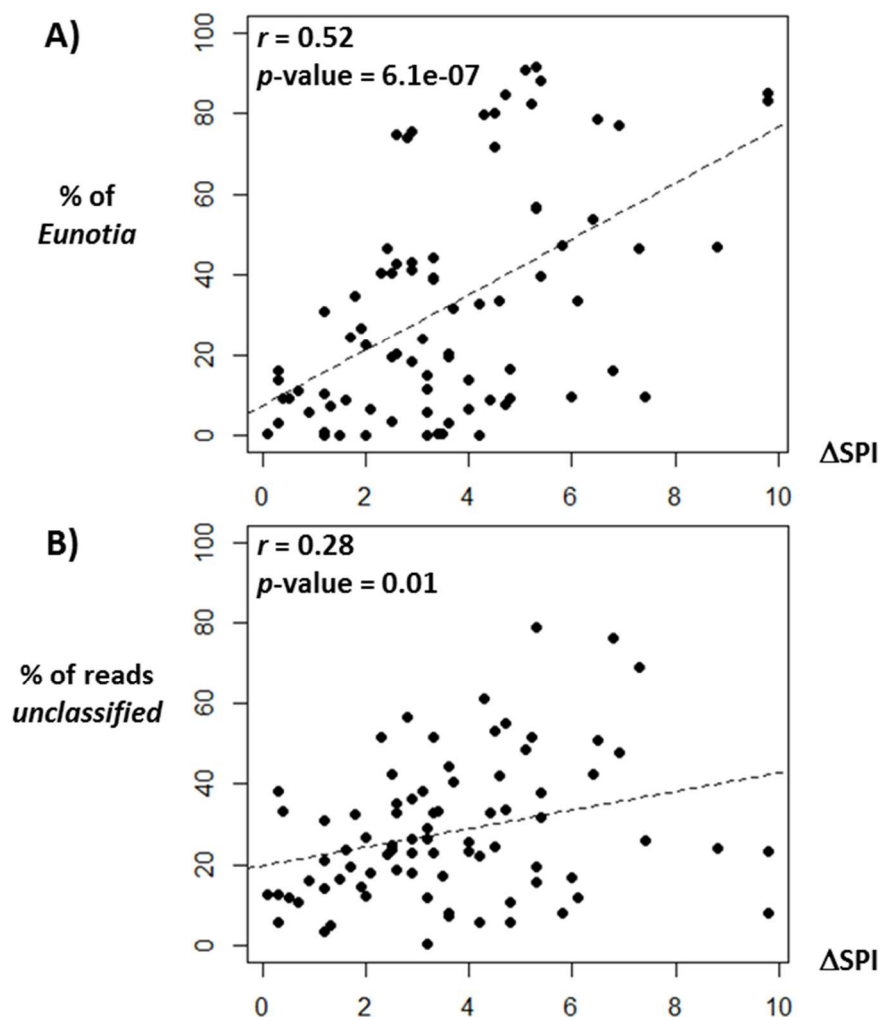 A)
r = 0.52
p-value = 6.1e-07
100
80
60
40
20
0
% of
Eunotia
0 2 4 6 8 10
ΔSPI
B)
r = 0.28
p-value = 0.01
100
80
60
40
20
0
% of reads
unclassified
0 2 4 6 8 10
ΔSPI